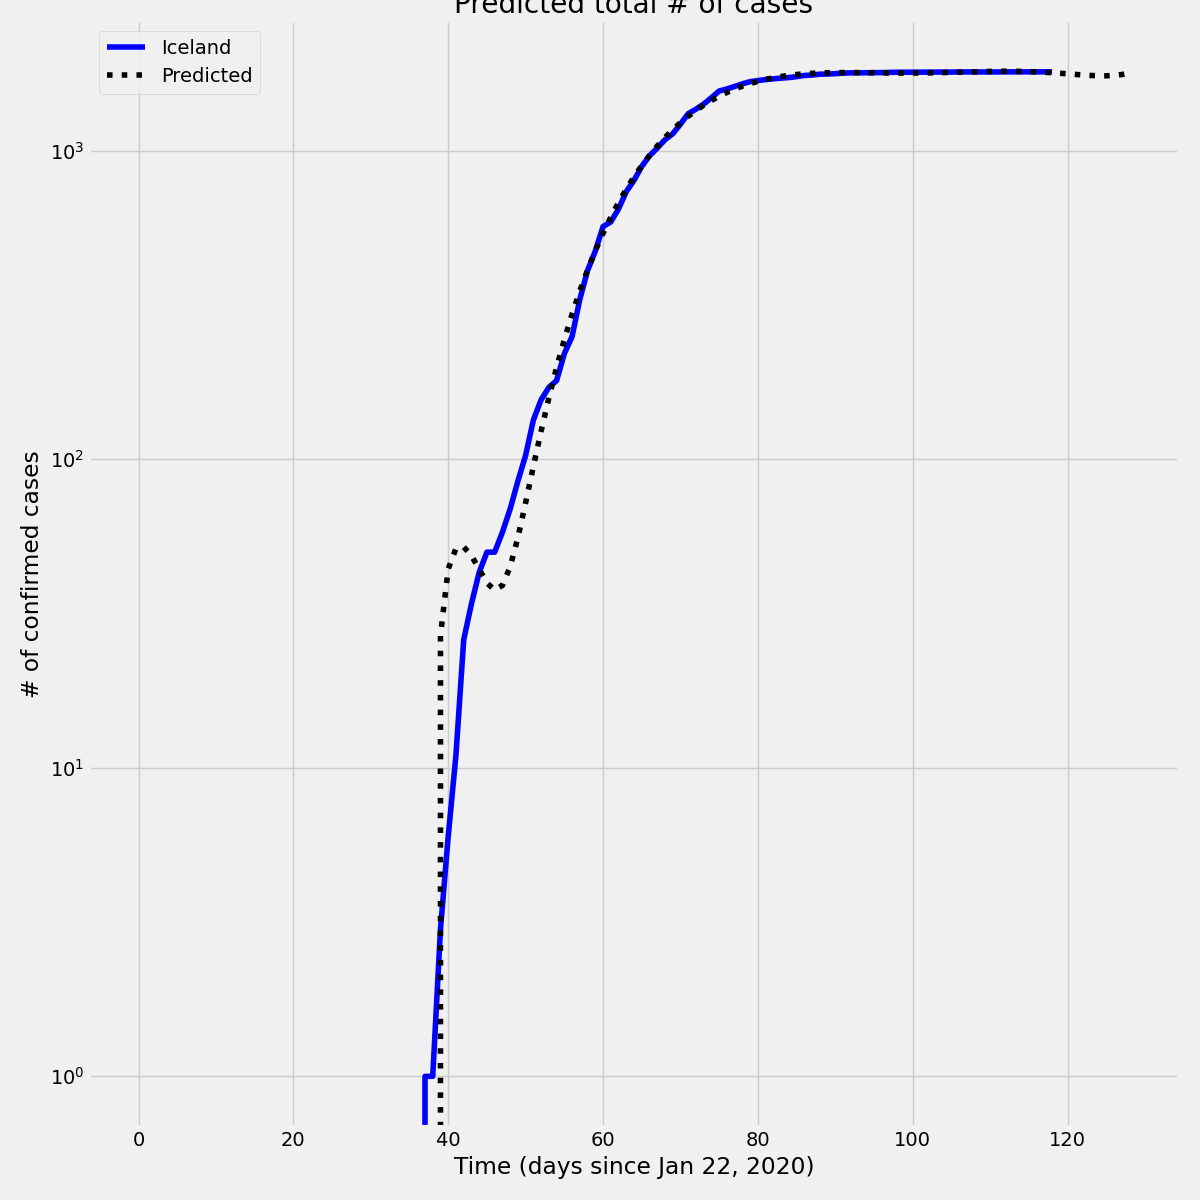 Predicted total # of cases
Iceland
Predicted
10³
10²
10¹
10⁰
# of confirmed cases
0 20 40 60 80 100 120
Time (days since Jan 22, 2020)